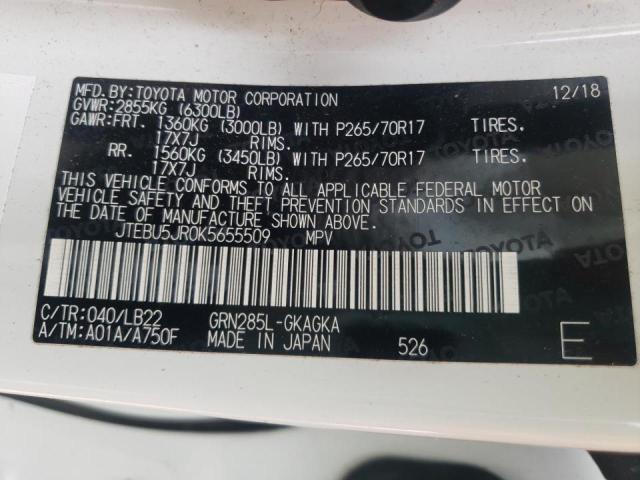 MFD. BY: TOYOTA MOTOR CORPORATION 12/18
GVWR: 2855KG (6300LB)
GAWR: FRT. 1360KG (3000LB) WITH P265/70R17 TIRES.
17X7J RIMS.
RR. 1560KG (3450LB) WITH P265/70R17 TIRES.
17X7J RIMS.
THIS VEHICLE CONFORMS TO ALL APPLICABLE FEDERAL MOTOR
VEHICLE SAFETY AND THEFT PREVENTION STANDARDS IN EFFECT ON
THE DATE OF MANUFACTURE SHOWN ABOVE.
JTEBU5JR0K5655509 MPV
C/TR:040/LB22 GRN285L-GKAGKA
A/TM:A01A/A750F MADE IN JAPAN 526 E